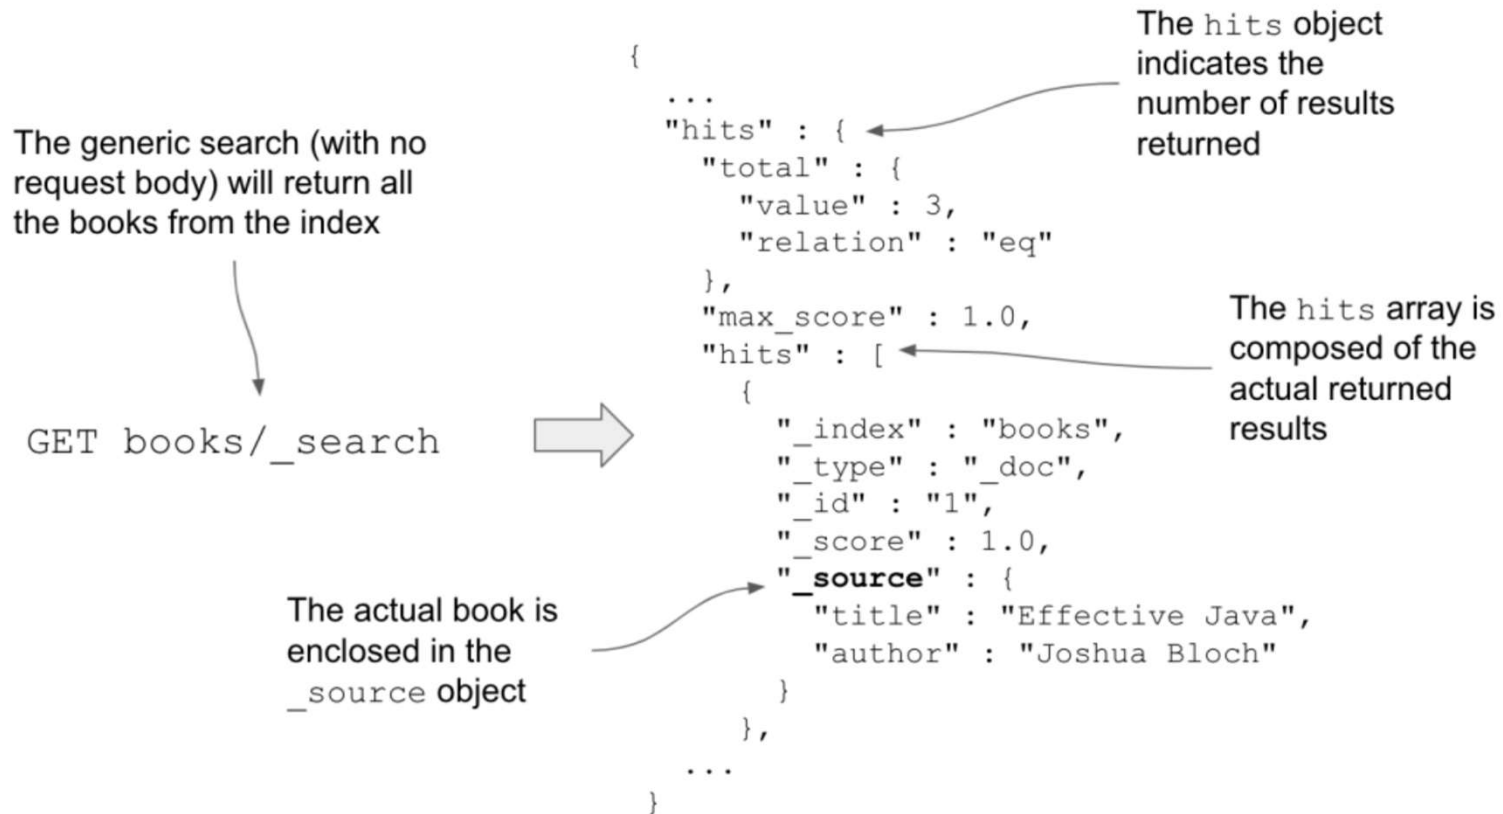 The generic search (with no
request body) will return all
the books from the index
GET books/_search
{
...
"hits" : {
"total" : {
"value" : 3,
"relation" : "eq"
},
"max_score" : 1.0,
"hits" : [
{
"_index" : "books",
"_type" : "_doc",
"_id" : "1",
"_score" : 1.0,
"_source" : {
"title" : "Effective Java",
"author" : "Joshua Bloch"
}
},
...
}
The hits object
indicates the
number of results
returned
The hits array is
composed of the
actual returned
results
The actual book is
enclosed in the
_source object